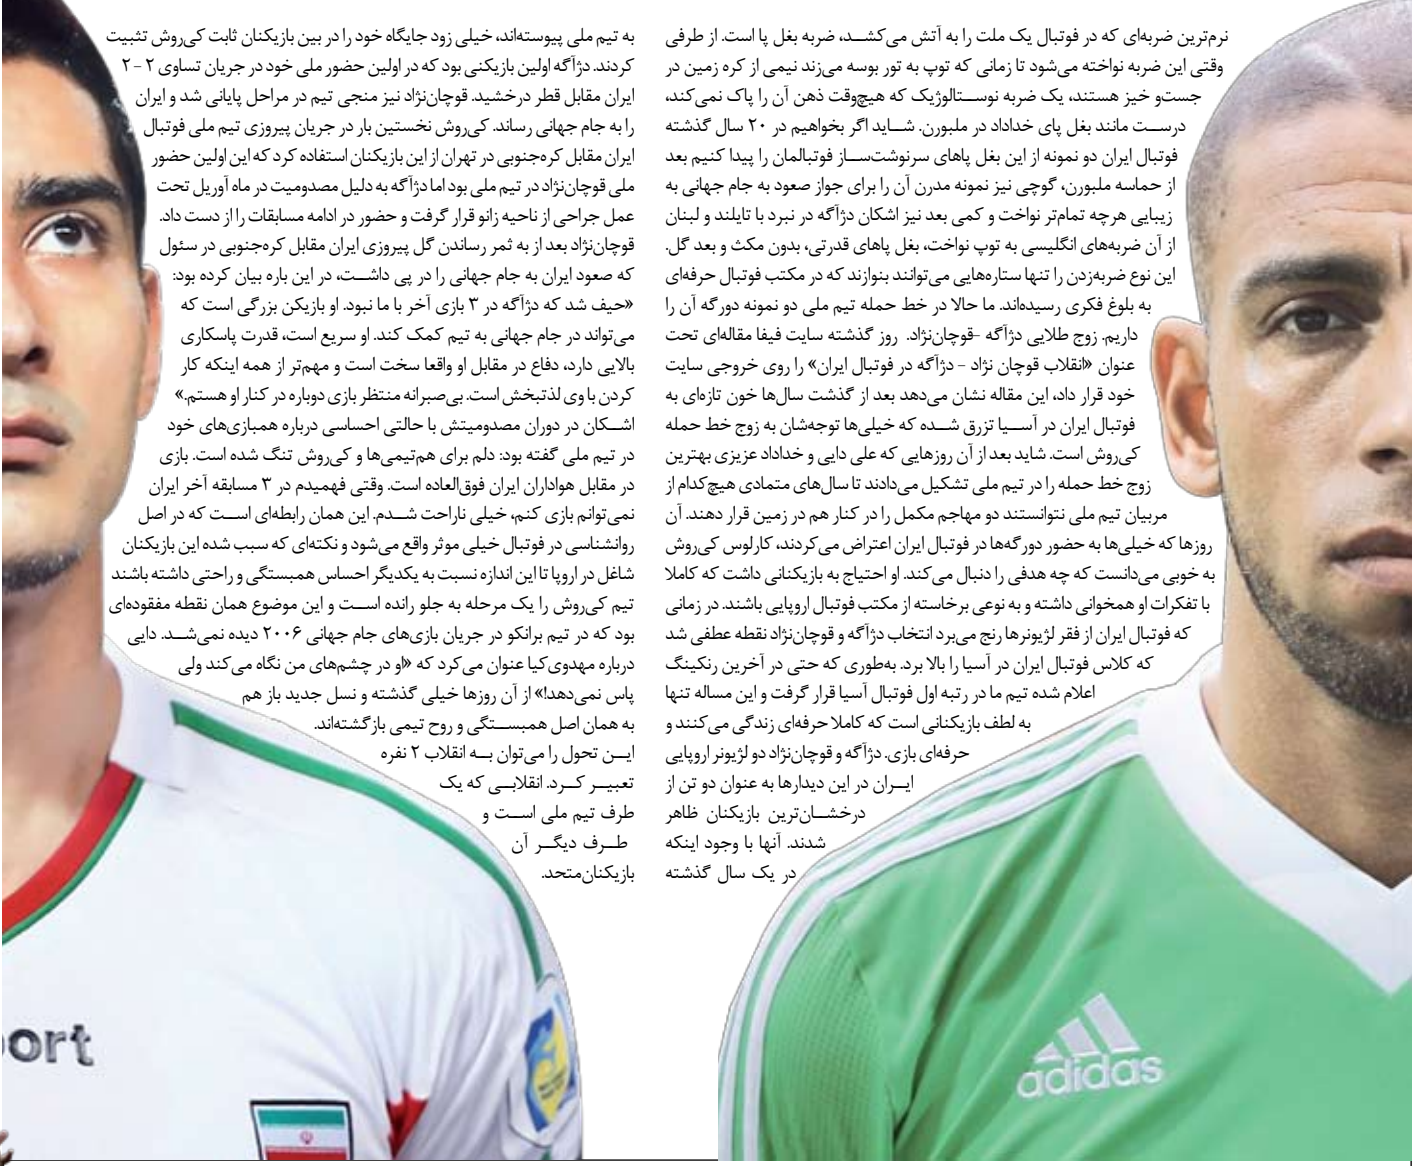 نرم‌ترین ضربه‌ای که در فوتبال یک ملت را به آتش می‌کشد، ضربه بغل پا است. از طرفی
وقتی این ضربه نواخته می‌شود تا زمانی که توپ به تور بوسه می‌زند نیمی از کره زمین در
جست‌و خیز هستند، یک ضربه نوستالوژیک که هیچ‌وقت ذهن آن را پاک نمی‌کند،
درست مانند بغل پای خداداد در ملبورن. شاید اگر بخواهیم در ۲۰ سال گذشته
فوتبال ایران دو نمونه از این بغل پاهای سرنوشت‌ساز فوتبالمان را پیدا کنیم بعد
از حماسه ملبورن، گوچی نیز نمونه مدرن آن را برای جواز صعود به جام جهانی به
زیبایی هرچه تمام‌تر نواخت و کمی بعد نیز اشکان دژآگه در نبرد با تایلند و لبنان
از آن ضربه‌های انگلیسی به توپ نواخت، بغل پاهای قدرتی، بدون مکث و بعد گل.
این نوع ضربه‌زدن را تنها ستاره‌هایی می‌توانند بنوازند که در مکتب فوتبال حرفه‌ای
به بلوغ فکری رسیده‌اند. ما حالا در خط حمله تیم ملی دو نمونه دورگه آن را
داریم. زوج طلایی دژآگه -قوچان‌نژاد. روز گذشته سایت فیفا مقاله‌ای تحت
عنوان «انقلاب قوچان نژاد - دژآگه در فوتبال ایران» را روی خروجی سایت
خود قرار داد، این مقاله نشان می‌دهد بعد از گذشت سال‌ها خون تازه‌ای به
فوتبال ایران در آسیا تزرق شده که خیلی‌ها توجه‌شان به زوج خط حمله
کی‌روش است. شاید بعد از آن روزهایی که علی دایی و خداداد عزیزی بهترین
زوج خط حمله را در تیم ملی تشکیل می‌دادند تا سال‌های متمادی هیچ‌کدام از
مربیان تیم ملی نتوانستند دو مهاجم مکمل را در کنار هم در زمین قرار دهند. آن
روزها که خیلی‌ها به حضور دورگه‌ها در فوتبال ایران اعتراض می‌کردند، کارلوس کی‌روش
به خوبی می‌دانست که چه هدفی را دنبال می‌کند. او احتیاج به بازیکنانی داشت که کاملا
با تفکرات او همخوانی داشته و به نوعی برخاسته از مکتب فوتبال اروپایی باشند. در زمانی
که فوتبال ایران از فقر لژیونرها رنج می‌برد انتخاب دژآگه و قوچان‌نژاد نقطه عطفی شد
که کلاس فوتبال ایران در آسیا را بالا برد. به‌طوری که حتی در آخرین رنکینگ
اعلام شده تیم ما در رتبه اول فوتبال آسیا قرار گرفت و این مساله تنها
به لطف بازیکنانی است که کاملا حرفه‌ای زندگی می‌کنند و
حرفه‌ای بازی. دژآگه و قوچان‌نژاد دو لژیونر اروپایی
ایران در این دیدارها به عنوان دو تن از
درخشان‌ترین بازیکنان ظاهر
شدند. آنها با وجود اینکه
در یک سال گذشته
به تیم ملی پیوسته‌اند، خیلی زود جایگاه خود را در بین بازیکنان ثابت کی‌روش تثبیت
کردند. دژآگه اولین بازیکنی بود که در اولین حضور ملی خود در جریان تساوی ۲ - ۲
ایران مقابل قطر درخشید. قوچان‌نژاد نیز منجی تیم در مراحل پایانی شد و ایران
را به جام جهانی رساند. کی‌روش نخستین بار در جریان پیروزی تیم ملی فوتبال
ایران مقابل کره‌جنوبی در تهران از این بازیکنان استفاده کرد که این اولین حضور
ملی قوچان‌نژاد در تیم ملی بود اما دژآگه به دلیل مصدومیت در ماه آوریل تحت
عمل جراحی از ناحیه زانو قرار گرفت و حضور در ادامه مسابقات را از دست داد.
قوچان‌نژاد بعد از به ثمر رساندن گل پیروزی ایران مقابل کره‌جنوبی در سئول
که صعود ایران به جام جهانی را در پی داشت، در این باره بیان کرده بود:
«حیف شد که دژآگه در ۳ بازی آخر با ما نبود. او بازیکن بزرگی است که
می‌تواند در جام جهانی به تیم کمک کند. او سریع است، قدرت پاسکاری
بالایی دارد، دفاع در مقابل او واقعا سخت است و مهم‌تر از همه اینکه کار
کردن با وی لذتبخش است. بی‌صبرانه منتظر بازی دوباره در کنار او هستم.»
اشکان در دوران مصدومیتش با حالتی احساسی درباره همبازی‌های خود
در تیم ملی گفته بود: دلم برای هم‌تیمی‌ها و کی‌روش تنگ شده است. بازی
در مقابل هواداران ایران فوق‌العاده است. وقتی فهمیدم در ۳ مسابقه آخر ایران
نمی‌توانم بازی کنم، خیلی ناراحت شدم. این همان رابطه‌ای است که در اصل
روانشناسی در فوتبال خیلی موثر واقع می‌شود و نکته‌ای که سبب شده این بازیکنان
شاغل در اروپا تا این اندازه نسبت به یکدیگر احساس همبستگی و راحتی داشته باشند
تیم کی‌روش را یک مرحله به جلو رانده است و این موضوع همان نقطه مفقوده‌ای
بود که در تیم برانکو در جریان بازی‌های جام جهانی ۲۰۰۶ دیده نمی‌شد. دایی
درباره مهدوی‌کیا عنوان می‌کرد که «او در چشم‌های من نگاه می‌کند ولی
پاس نمی‌دهد!» از آن روزها خیلی گذشته و نسل جدید باز هم
به همان اصل همبستگی و روح تیمی بازگشته‌اند.
این تحول را می‌توان به انقلاب ۲ نفره
تعبیر کرد. انقلابی که یک
طرف تیم ملی است و
طرف دیگر آن
بازیکنان‌متحد.
adidas
ort